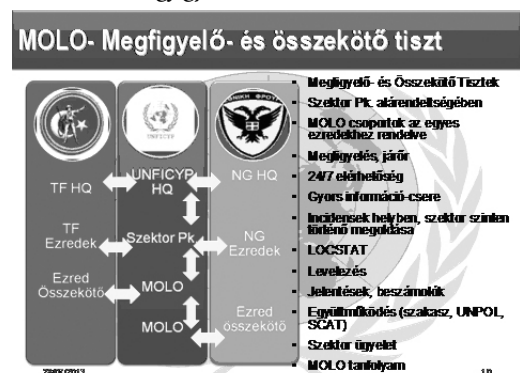 MOLO- Megfigyelő- és összekötő tiszt
UNFICYP
TF HQ
UNFICYP
HQ
NG HQ
TF
Ezredek
Szektor Pk
NG
Ezredek
Ezred
Összekötő
MOLO
MOLO
Ezred
összekötő
Megfigyelő- és Összekötő Tisztek
Szektor Pk. alárendeltségében
MOLO csoportok az egyes
ezredekhez rendelve
Megfigyelés, járőr
24/7 elérhetőség
Gyors információ-csere
Incidensek helyben, szektor szinten
történő megoldása
LOCSTAT
Levelezés
Jelentések, beszámolók
Együttműködés (szakasz, UNPOL,
SCAT)
Szektor ügyelet
MOLO tanfolyam